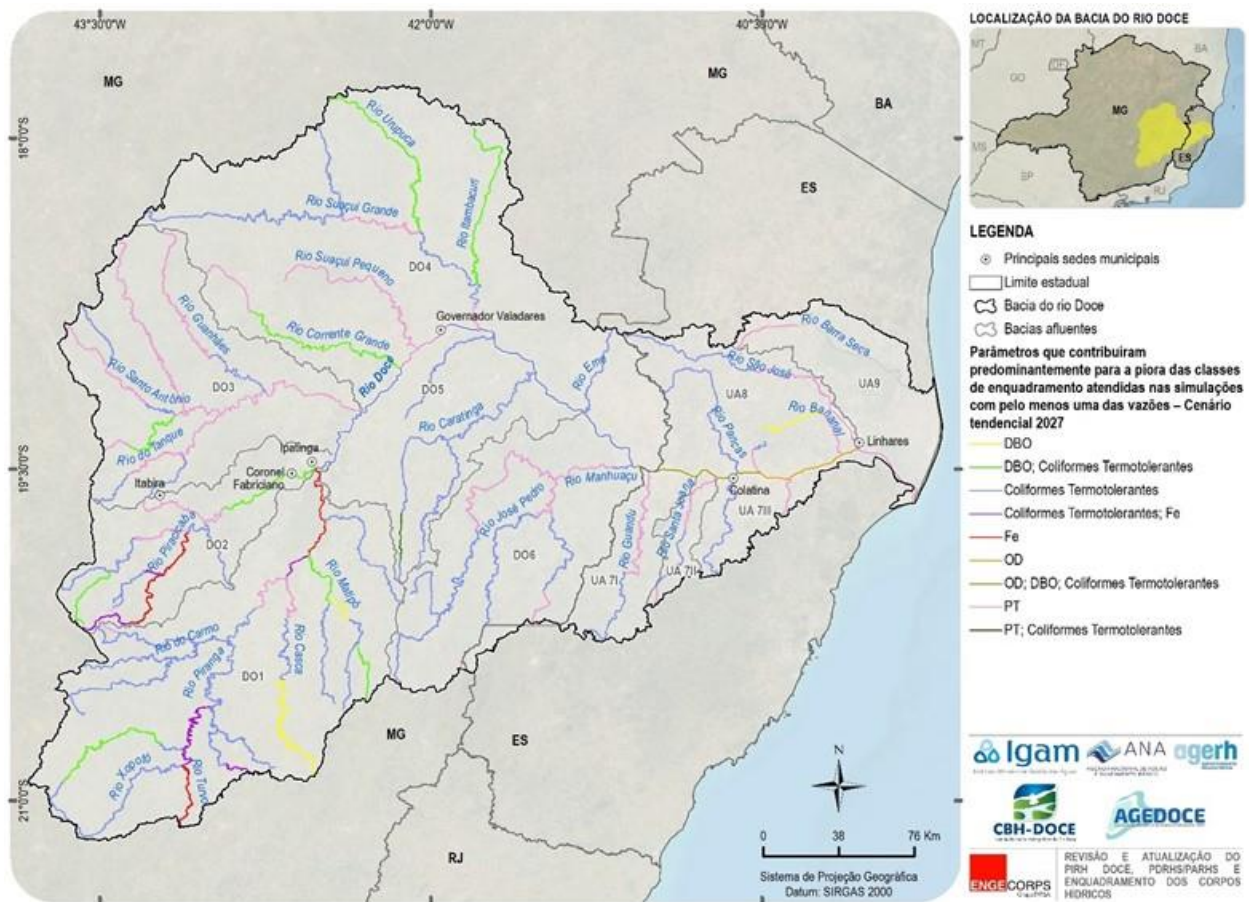 43°30'0"W
42°0'0"W
40°30'0"W
MG
MG
BA
ES
18°0'0"S
19°30'0"S
21°0'0"S
Rio Urupuca
Rio Itambacuri
Rio Suaçui Grande
DO4
Rio Suaçui Pequeno
Governador Valadares
Rio Guanhães
Rio Corrente Grande
Rio Doce
DO3
DO5
Rio Santo Antônio
Rio do Tanque
Rio Caratinga
Rio Eme
Rio Barra Seca
Rio São José
UA9
UA8
Rio Bananal
Rio Pancas
Linhares
Ipatinga
Coronel
Fabriciano
Itabira
Rio Manhuaçu
Colatina
Rio José Pedro
Rio Piracicaba
DO2
DO6
Rio Guandu
UA 7III
UA 7I
UA 7II
Rio Matipó
Rio do Carmo
Rio Casca
Rio Piranga
DO1
Rio Xopotó
Rio Turvo
MG
ES
RJ
N
0 38 76 Km
Sistema de Projeção Geográfica
Datum: SIRGAS 2000
LOCALIZAÇÃO DA BACIA DO RIO DOCE
MT
BA
GO
DF
MG
MS
ES
SP
RJ
LEGENDA
Principais sedes municipais
Limite estadual
Bacia do rio Doce
Bacias afluentes
Parâmetros que contribuiram
predominantemente para a piora das classes
de enquadramento atendidas nas simulações
com pelo menos uma das vazões – Cenário
tendencial 2027
DBO
DBO; Coliformes Termotolerantes
Coliformes Termotolerantes
Coliformes Termotolerantes; Fe
Fe
OD
OD; DBO; Coliformes Termotolerantes
PT
PT; Coliformes Termotolerantes
Igam
ANA
agerh
CBH-DOCE
AGEDOCE
ENGECORPS
REVISÃO E ATUALIZAÇÃO DO
PIRH DOCE, PDRHS/PARHS E
ENQUADRAMENTO DOS CORPOS
HÍDRICOS